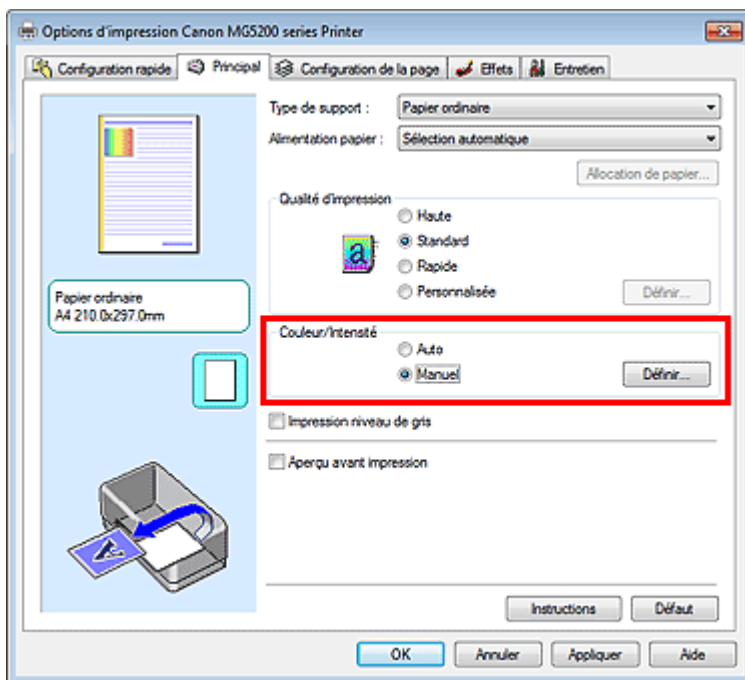 Options d'impression Canon MG5200 series Printer
Configuration rapide Principal Configuration de la page Effets Entretien
Type de support : Papier ordinaire
Alimentation papier : Sélection automatique
Allocation de papier...
Qualité d'impression
Haute
a Standard
Rapide
Personnalisée Définir...
Papier ordinaire
A4 210.0x297.0mm
Couleur/Intensité
Auto
Manuel Définir...
Impression niveau de gris
Aperçu avant impression
A
Instructions Défaut
OK Annuler Appliquer Aide